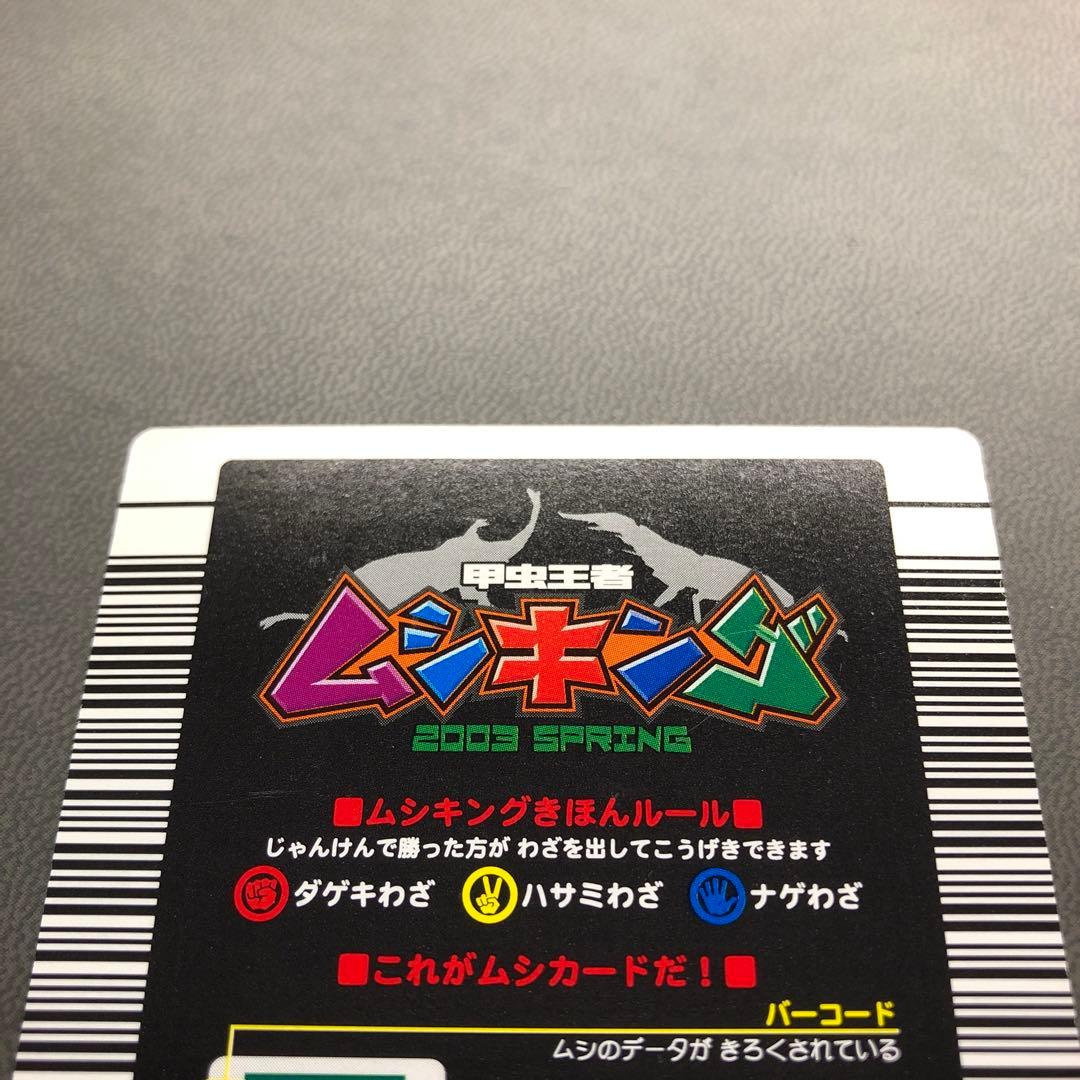 甲虫王者
ムシキング
2003 SPRING
■ムシキングきほんルール■
じゃんけんで勝った方が わざを出してこうげきできます
ダゲキわざ ハサミわざ ナゲわざ
■これがムシカードだ！■
バーコード
ムシのデータが きろくされている